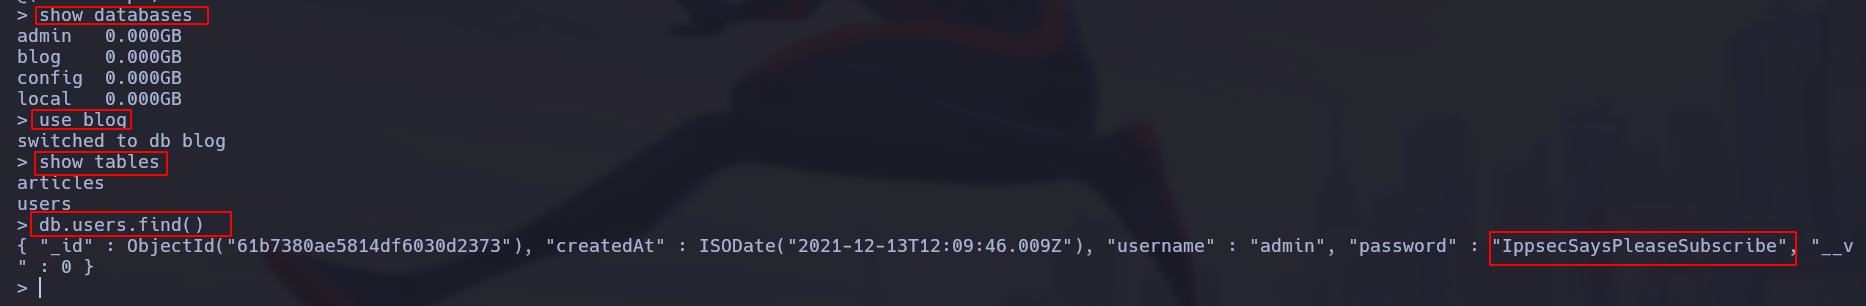 > show databases
admin   0.000GB
blog    0.000GB
config  0.000GB
local   0.000GB
> use blog
switched to db blog
> show tables
articles
users
> db.users.find()
{ "_id" : ObjectId("61b7380ae5814df6030d2373"), "createdAt" : ISODate("2021-12-13T12:09:46.009Z"), "username" : "admin", "password" : "IppsecSaysPleaseSubscribe", "__v
" : 0 }
>